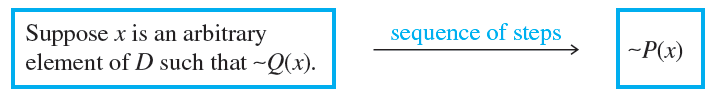 Suppose x is an arbitrary
element of D such that ~Q(x).
sequence of steps
~P(x)